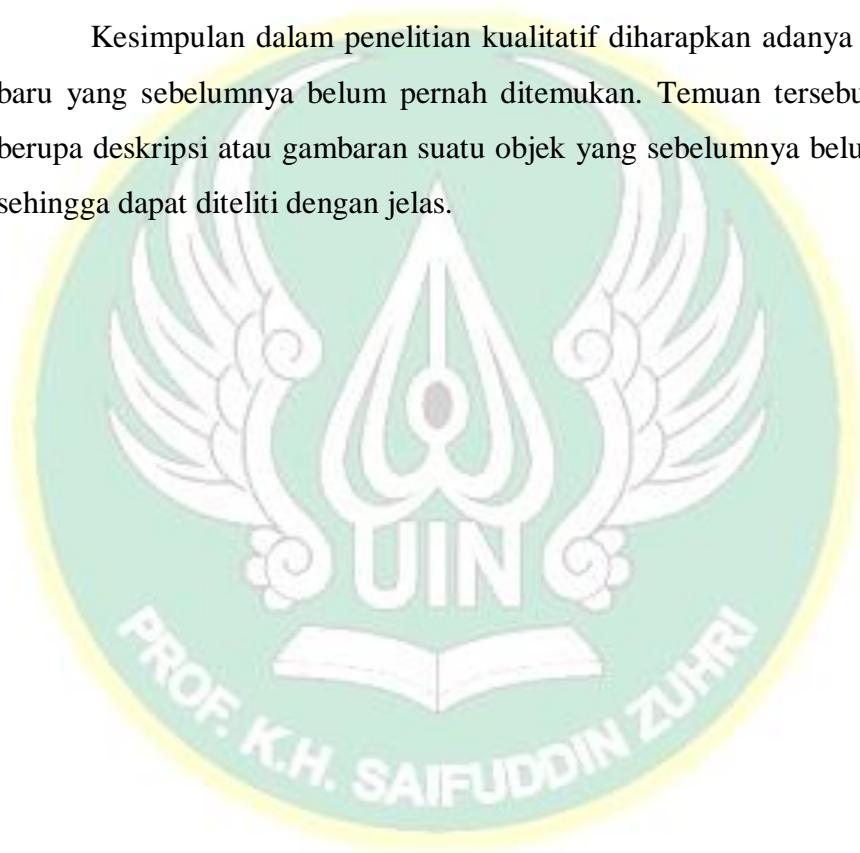 Kesimpulan dalam penelitian kualitatif diharapkan adanya
baru yang sebelumnya belum pernah ditemukan. Temuan tersebu
berupa deskripsi atau gambaran suatu objek yang sebelumnya belu
sehingga dapat diteliti dengan jelas.
UIN
PROF. K.H. SAIFUDDIN ZUHRI